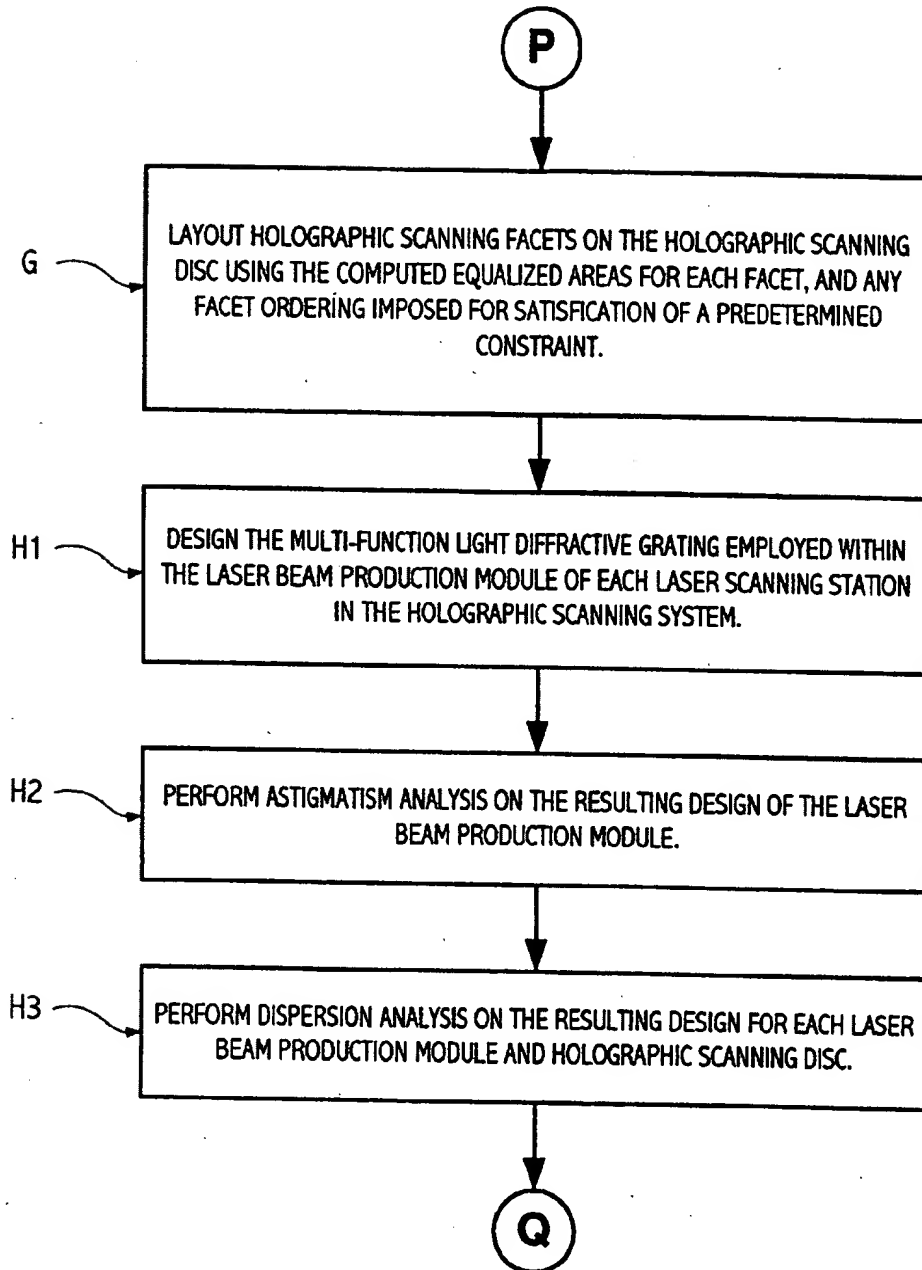 P
G
LAYOUT HOLOGRAPHIC SCANNING FACETS ON THE HOLOGRAPHIC SCANNING
DISC USING THE COMPUTED EQUALIZED AREAS FOR EACH FACET, AND ANY
FACET ORDERING IMPOSED FOR SATISFICATION OF A PREDETERMINED
CONSTRAINT.
H1
DESIGN THE MULTI-FUNCTION LIGHT DIFFRACTIVE GRATING EMPLOYED WITHIN
THE LASER BEAM PRODUCTION MODULE OF EACH LASER SCANNING STATION
IN THE HOLOGRAPHIC SCANNING SYSTEM.
H2
PERFORM ASTIGMATISM ANALYSIS ON THE RESULTING DESIGN OF THE LASER
BEAM PRODUCTION MODULE.
H3
PERFORM DISPERSION ANALYSIS ON THE RESULTING DESIGN FOR EACH LASER
BEAM PRODUCTION MODULE AND HOLOGRAPHIC SCANNING DISC.
Q